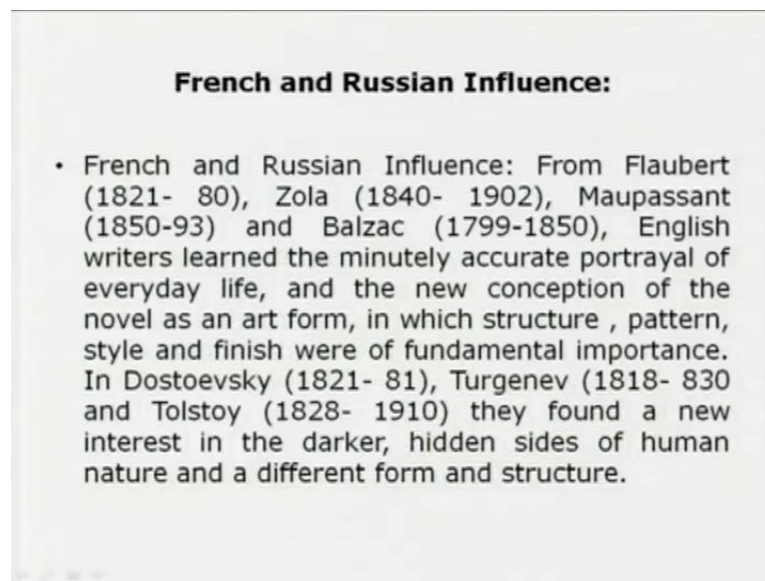 French and Russian Influence:
• French and Russian Influence: From Flaubert
(1821- 80), Zola (1840- 1902), Maupassant
(1850-93) and Balzac (1799-1850), English
writers learned the minutely accurate portrayal of
everyday life, and the new conception of the
novel as an art form, in which structure , pattern,
style and finish were of fundamental importance.
In Dostoevsky (1821- 81), Turgenev (1818- 830
and Tolstoy (1828- 1910) they found a new
interest in the darker, hidden sides of human
nature and a different form and structure.